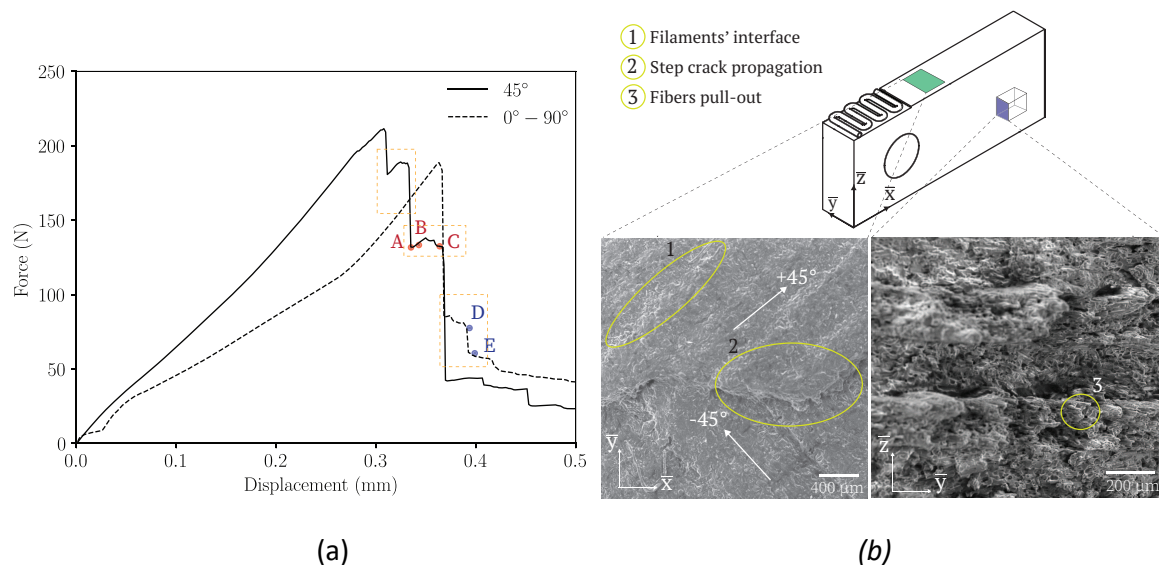 250
200
150
100
50
0
0.0
0.1
0.2
0.3
0.4
0.5
Force (N)
Displacement (mm)
45°
0° − 90°
A
B
C
D
E
(a)
1 Filaments' interface
2 Step crack propagation
3 Fibers pull-out
z̅
x̅
y̅
1
+45°
2
-45°
y̅
x̅
400 µm
3
z̅
y̅
200 µm
(b)